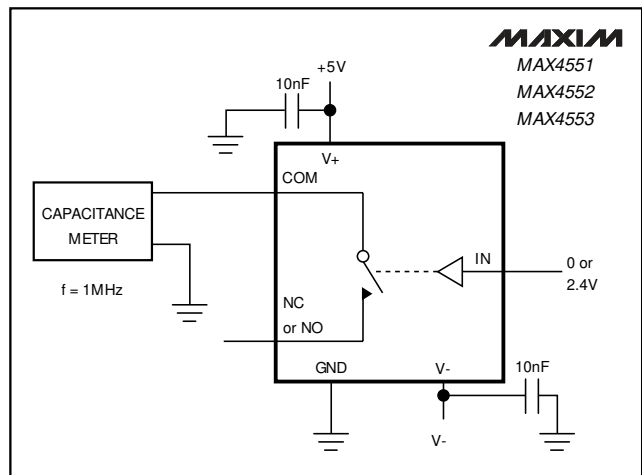 MAXIM
MAX4551
MAX4552
MAX4553
+5V
10nF
V+
COM
CAPACITANCE
METER
f = 1MHz
IN
0 or
2.4V
NC
or NO
GND
V-
10nF
V-